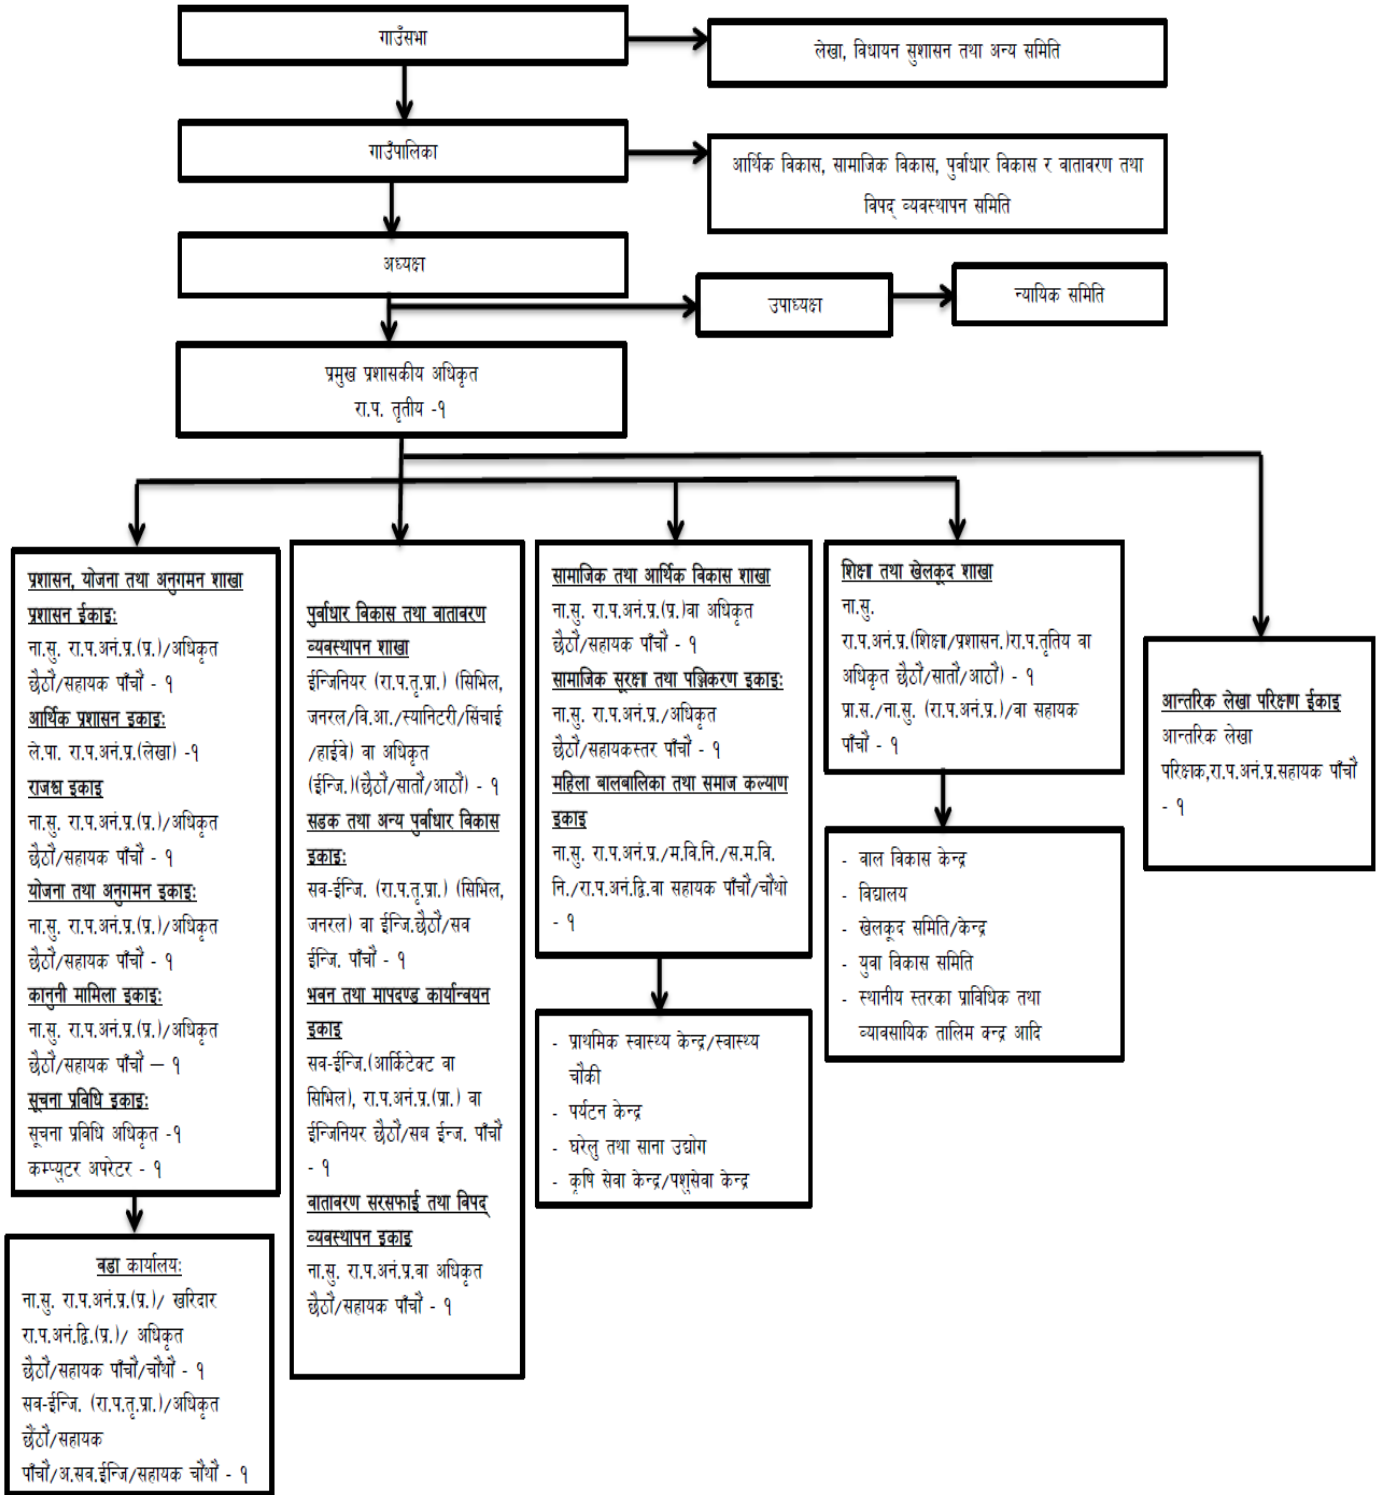 गाउँसभा
लेखा, विधायन सुशासन तथा अन्य समिति
गाउँपालिका
आर्थिक विकास, सामाजिक विकास, पुर्वाधार विकास र वातावरण तथा
विपद् व्यवस्थापन समिति
अध्यक्ष
उपाध्यक्ष
न्यायिक समिति
प्रमुख प्रशासकीय अधिकृत
रा.प. तृतीय -१
प्रशासन, योजना तथा अनुगमन शाखा
प्रशासन ईकाइः
ना.सु. रा.प.अनं.प्र.(प्र.)/अधिकृत
छैठौं/सहायक पाँचौं - १
आर्थिक प्रशासन इकाइः
ले.पा. रा.प.अनं.प्र.(लेखा) -१
राजश्व इकाइ
ना.सु. रा.प.अनं.प्र.(प्र.)/अधिकृत
छैठौं/सहायक पाँचौं - १
योजना तथा अनुगमन इकाइः
ना.सु. रा.प.अनं.प्र.(प्र.)/अधिकृत
छैठौं/सहायक पाँचौं - १
कानुनी मामिला इकाइः
ना.सु. रा.प.अनं.प्र.(प्र.)/अधिकृत
छैठौं/सहायक पाँचौं – १
सूचना प्रविधि इकाइः
सूचना प्रविधि अधिकृत -१
कम्प्युटर अपरेटर - १
वडा कार्यालयः
ना.सु. रा.प.अनं.प्र.(प्र.)/ खरिदार
रा.प.अनं.द्वि.(प्र.)/ अधिकृत
छैठौं/सहायक पाँचौं/चौंथौं - १
सव-ईन्जि. (रा.प.तृ.प्रा.)/अधिकृत
छैंठौं/सहायक
पाँचौं/अ.सव.ईन्जि/सहायक चौंथौं - १
पुर्वाधार विकास तथा वातावरण
व्यवस्थापन शाखा
ईन्जिनियर (रा.प.तृ.प्रा.) (सिभिल,
जनरल/वि.आ./स्यानिटरी/सिंचाई
/हाईवे) वा अधिकृत
(ईन्जि.)(छैठौं/सातौं/आठौं) - १
सडक तथा अन्य पुर्वाधार विकास
इकाइः
सव-ईन्जि. (रा.प.तृ.प्रा.) (सिभिल,
जनरल) वा ईन्जि.छैठौं/सव
ईन्जि. पाँचौं - १
भवन तथा मापदण्ड कार्यान्वयन
इकाइ
सव-ईन्जि.(आर्किटेक्ट वा
सिभिल), रा.प.अनं.प्र.(प्रा.) वा
ईन्जिनियर छैठौं/सब ईन्ज. पाँचौं
- १
वातावरण सरसफाई तथा विपद्
व्यवस्थापन इकाइ
ना.सु. रा.प.अनं.प्र.वा अधिकृत
छैठौं/सहायक पाँचौं - १
सामाजिक तथा आर्थिक विकास शाखा
ना.सु. रा.प.अनं.प्र.(प्र.)वा अधिकृत
छैठौं/सहायक पाँचौं - १
सामाजिक सूरक्षा तथा पञ्जिकरण इकाइः
ना.सु. रा.प.अनं.प्र./अधिकृत
छैठौं/सहायकस्तर पाँचौं - १
महिला बालबालिका तथा समाज कल्याण
इकाइ
ना.सु. रा.प.अनं.प्र./म.वि.नि./स.म.वि.
नि./रा.प.अनं.द्वि.वा सहायक पाँचौं/चौंथो
- १
- प्राथमिक स्वास्थ्य केन्द्र/स्वास्थ्य
चौकी
- पर्यटन केन्द्र
- घरेलु तथा साना उद्योग
- कृषि सेवा केन्द्र/पशुसेवा केन्द्र
शिक्षा तथा खेलकूद शाखा
ना.सु.
रा.प.अनं.प्र.(शिक्षा/प्रशासन.)रा.प.तृतिय वा
अधिकृत छैठौं/सातौं/आठौं) - १
प्रा.स./ना.सु. (रा.प.अनं.प्र.)/वा सहायक
पाँचौं - १
- वाल विकास केन्द्र
- विद्यालय
- खेलकूद समिति/केन्द्र
- युवा विकास समिति
- स्थानीय स्तरका प्राविधिक तथा
व्यावसायिक तालिम क्न्द्र आदि
आन्तरिक लेखा परिक्षण ईकाइ
आन्तरिक लेखा
परिक्षक,रा.प.अनं.प्र.सहायक पाँचौं
- १